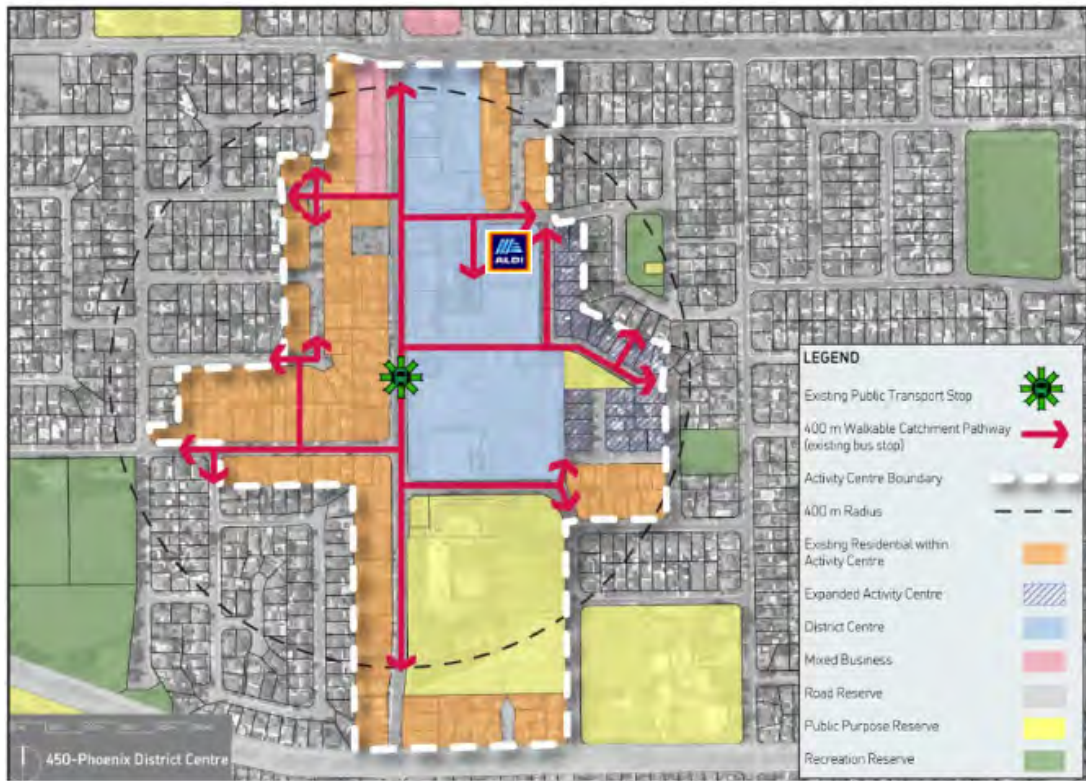 ALDI
LEGEND
Existing Public Transport Stop
400 m Walkable Catchment Pathway
(existing bus stop)
Activity Centre Boundary
400 m Radius
Existing Residential within
Activity Centre
Expanded Activity Centre
District Centre
Mixed Business
Road Reserve
Public Purpose Reserve
Recreation Reserve
450-Phoenix District Centre